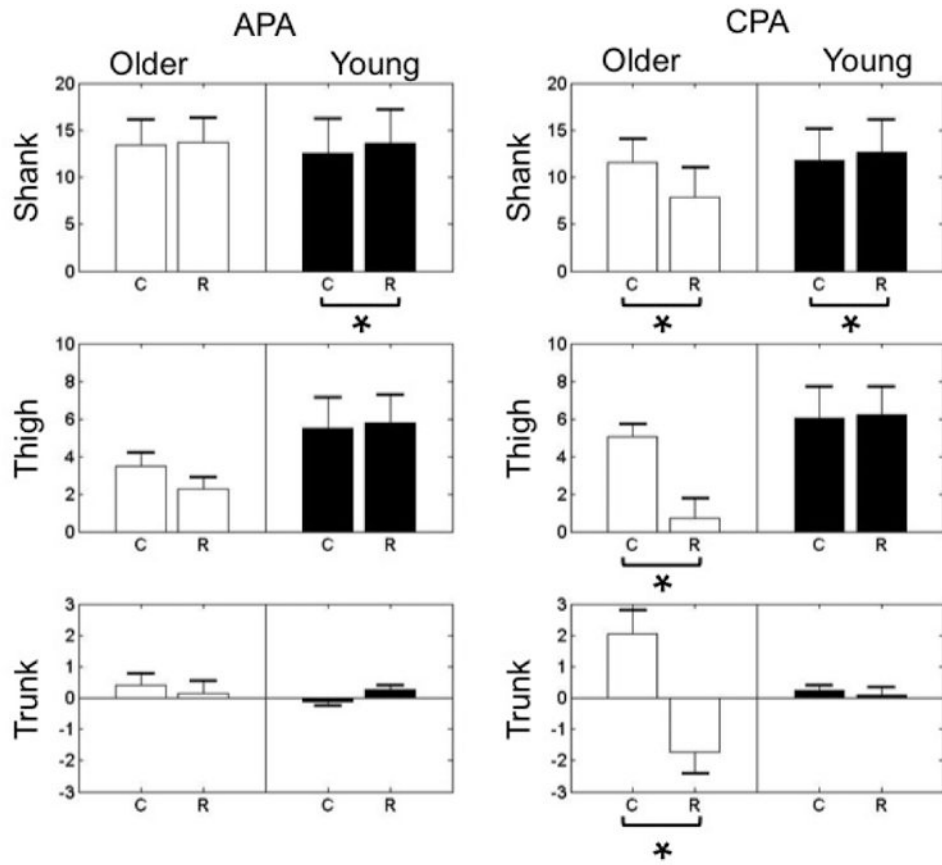 APA CPA
Older Young Older Young
Shank 20 15 10 5 0 Shank 20 15 10 5 0
C R C R C R C R
* * *
Thigh 10 8 6 4 2 0 Thigh 10 8 6 4 2 0
C R C R C R C R
*
Trunk 3 2 1 0 -1 -2 -3 Trunk 3 2 1 0 -1 -2 -3
C R C R C R C R
*